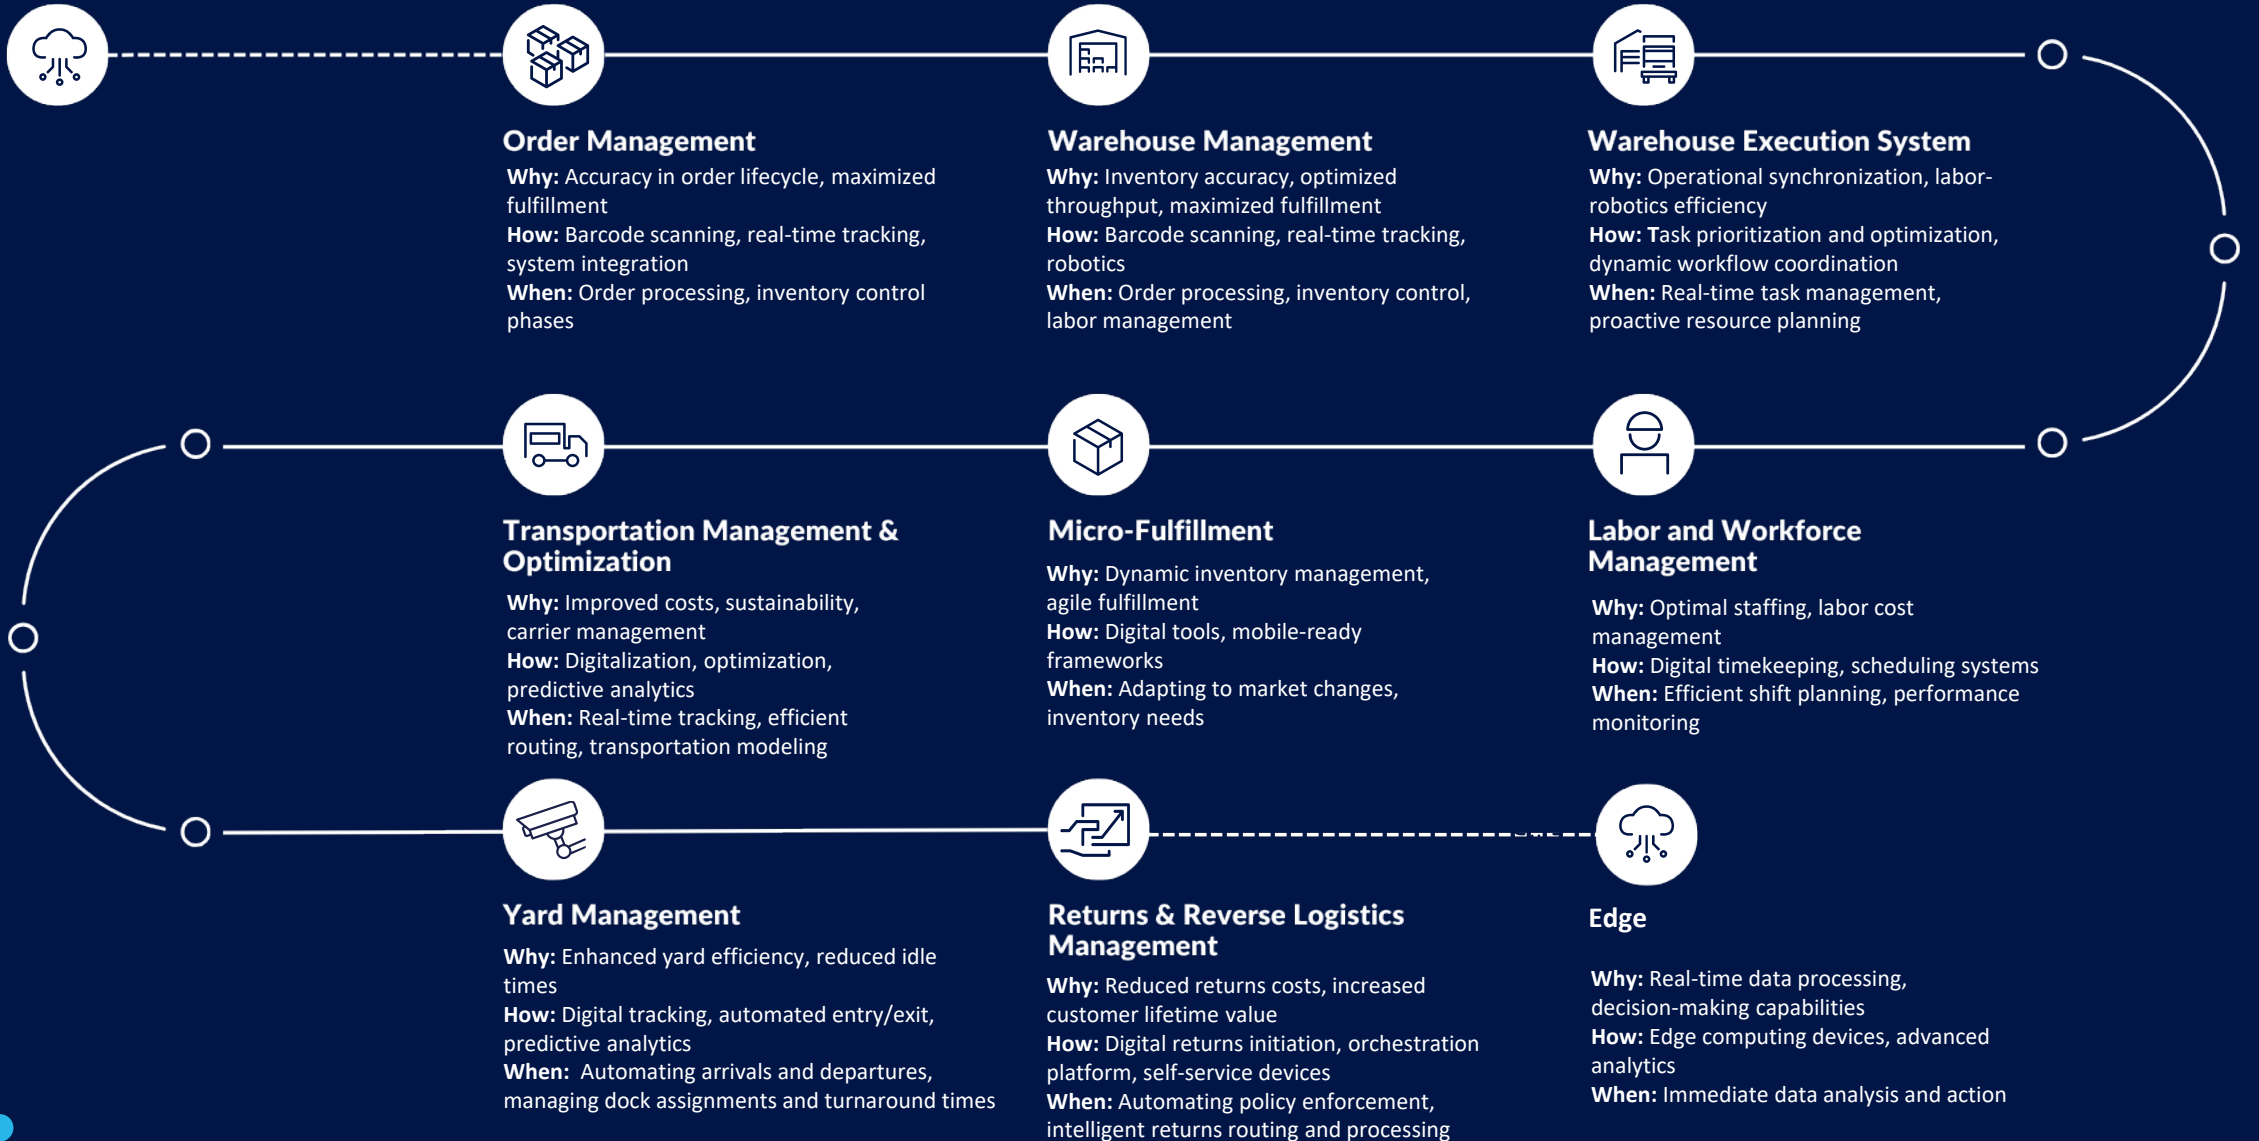 Order Management
Why: Accuracy in order lifecycle, maximized
fulfillment
How: Barcode scanning, real-time tracking,
system integration
When: Order processing, inventory control
phases
Warehouse Management
Why: Inventory accuracy, optimized
throughput, maximized fulfillment
How: Barcode scanning, real-time tracking,
robotics
When: Order processing, inventory control,
labor management
Warehouse Execution System
Why: Operational synchronization, labor-
robotics efficiency
How: Task prioritization and optimization,
dynamic workflow coordination
When: Real-time task management,
proactive resource planning
Transportation Management &
Optimization
Why: Improved costs, sustainability,
carrier management
How: Digitalization, optimization,
predictive analytics
When: Real-time tracking, efficient
routing, transportation modeling
Micro-Fulfillment
Why: Dynamic inventory management,
agile fulfillment
How: Digital tools, mobile-ready
frameworks
When: Adapting to market changes,
inventory needs
Labor and Workforce
Management
Why: Optimal staffing, labor cost
management
How: Digital timekeeping, scheduling systems
When: Efficient shift planning, performance
monitoring
Yard Management
Why: Enhanced yard efficiency, reduced idle
times
How: Digital tracking, automated entry/exit,
predictive analytics
When: Automating arrivals and departures,
managing dock assignments and turnaround times
Returns & Reverse Logistics
Management
Why: Reduced returns costs, increased
customer lifetime value
How: Digital returns initiation, orchestration
platform, self-service devices
When: Automating policy enforcement,
intelligent returns routing and processing
Edge
Why: Real-time data processing,
decision-making capabilities
How: Edge computing devices, advanced
analytics
When: Immediate data analysis and action